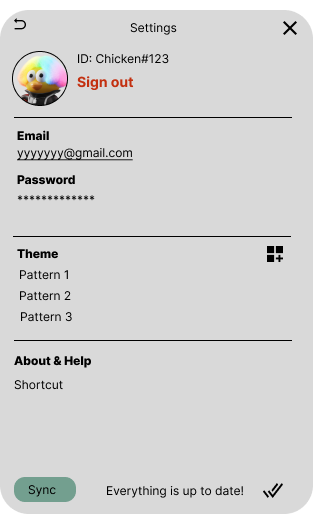 Settings
ID: Chicken#123
Sign out
Email
yyyyyyy@gmail.com
Password
*************
Theme
Pattern 1
Pattern 2
Pattern 3
About & Help
Shortcut
Sync
Everything is up to date!